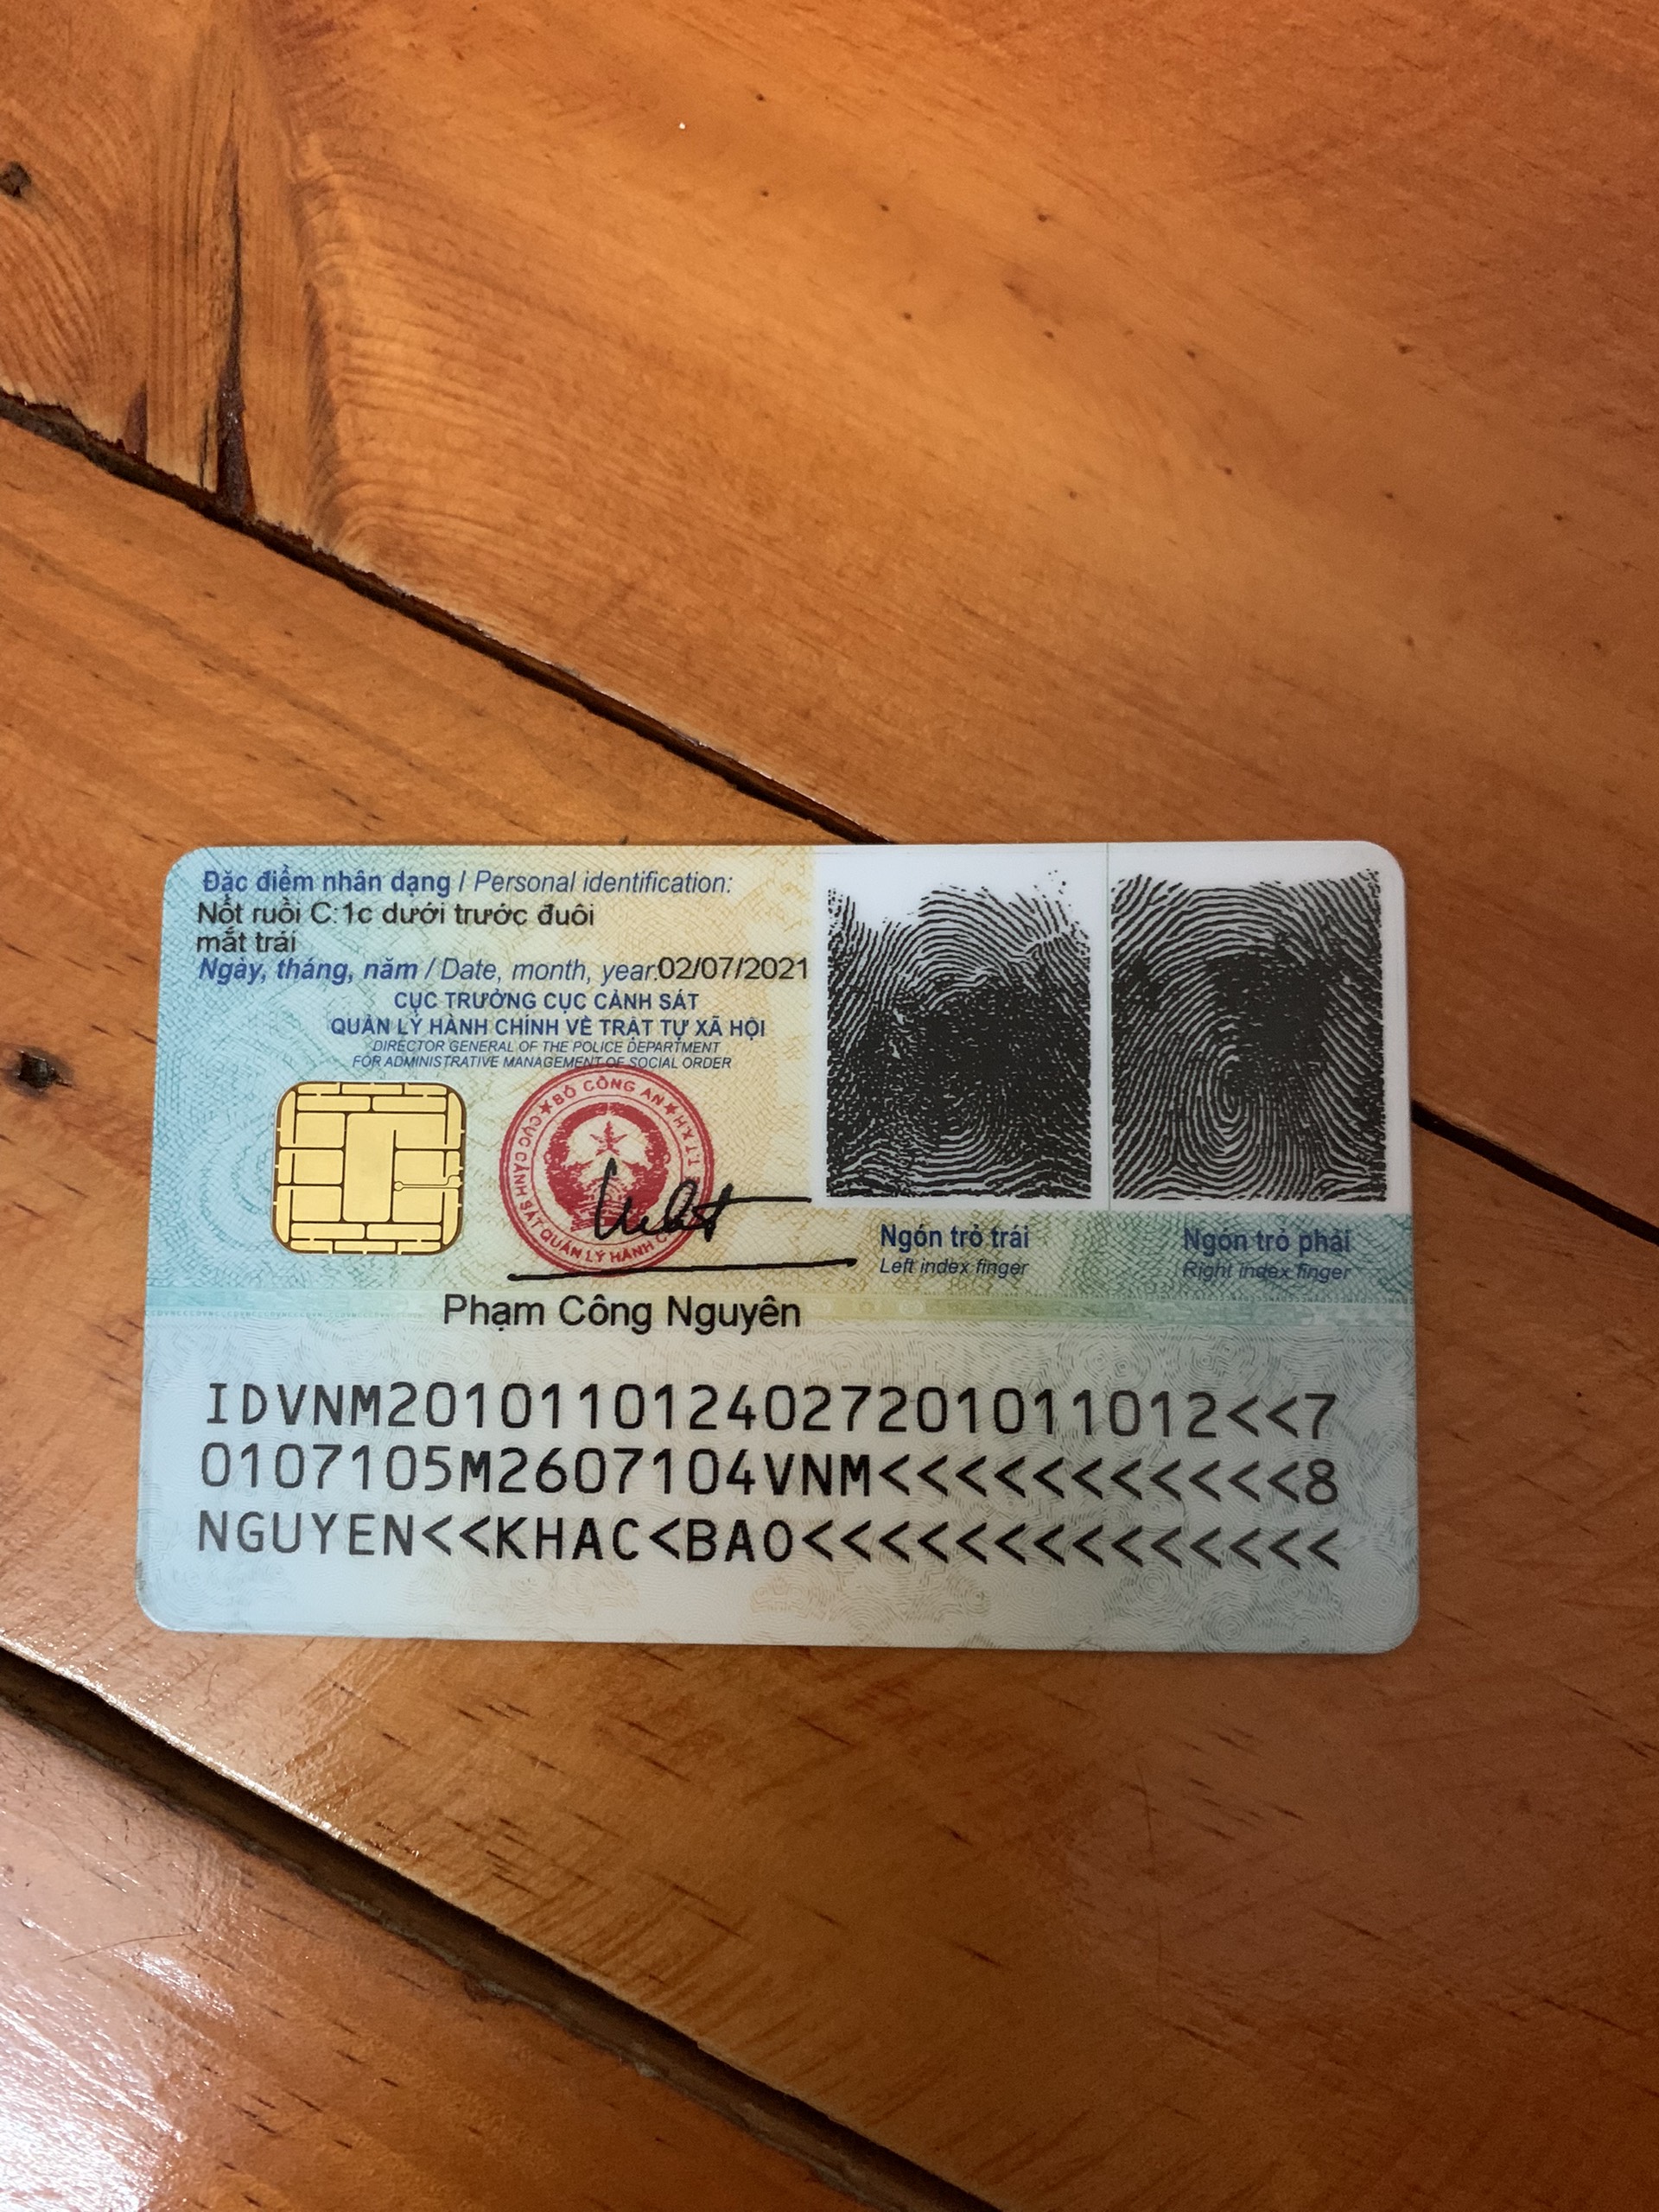 Đặc điểm nhân dạng / Personal identification:
Nốt ruồi C:1c dưới trước đuôi
mắt trái
Ngày, tháng, năm / Date, month, year:02/07/2021
CỤC TRƯỞNG CỤC CẢNH SÁT
QUẢN LÝ HÀNH CHÍNH VỀ TRẬT TỰ XÃ HỘI
DIRECTOR GENERAL OF THE POLICE DEPARTMENT
FOR ADMINISTRATIVE MANAGEMENT OF SOCIAL ORDER
BỘ CÔNG AN
CỤC CẢNH SÁT QUẢN LÝ HÀNH C
Ngón trỏ trái
Left index finger
Ngón trỏ phải
Right index finger
Phạm Công Nguyên
IDVNM2010110124027201011012<<7
0107105M2607104VNM<<<<<<<<<<<8
NGUYEN<<KHAC<BAO<<<<<<<<<<<<<<